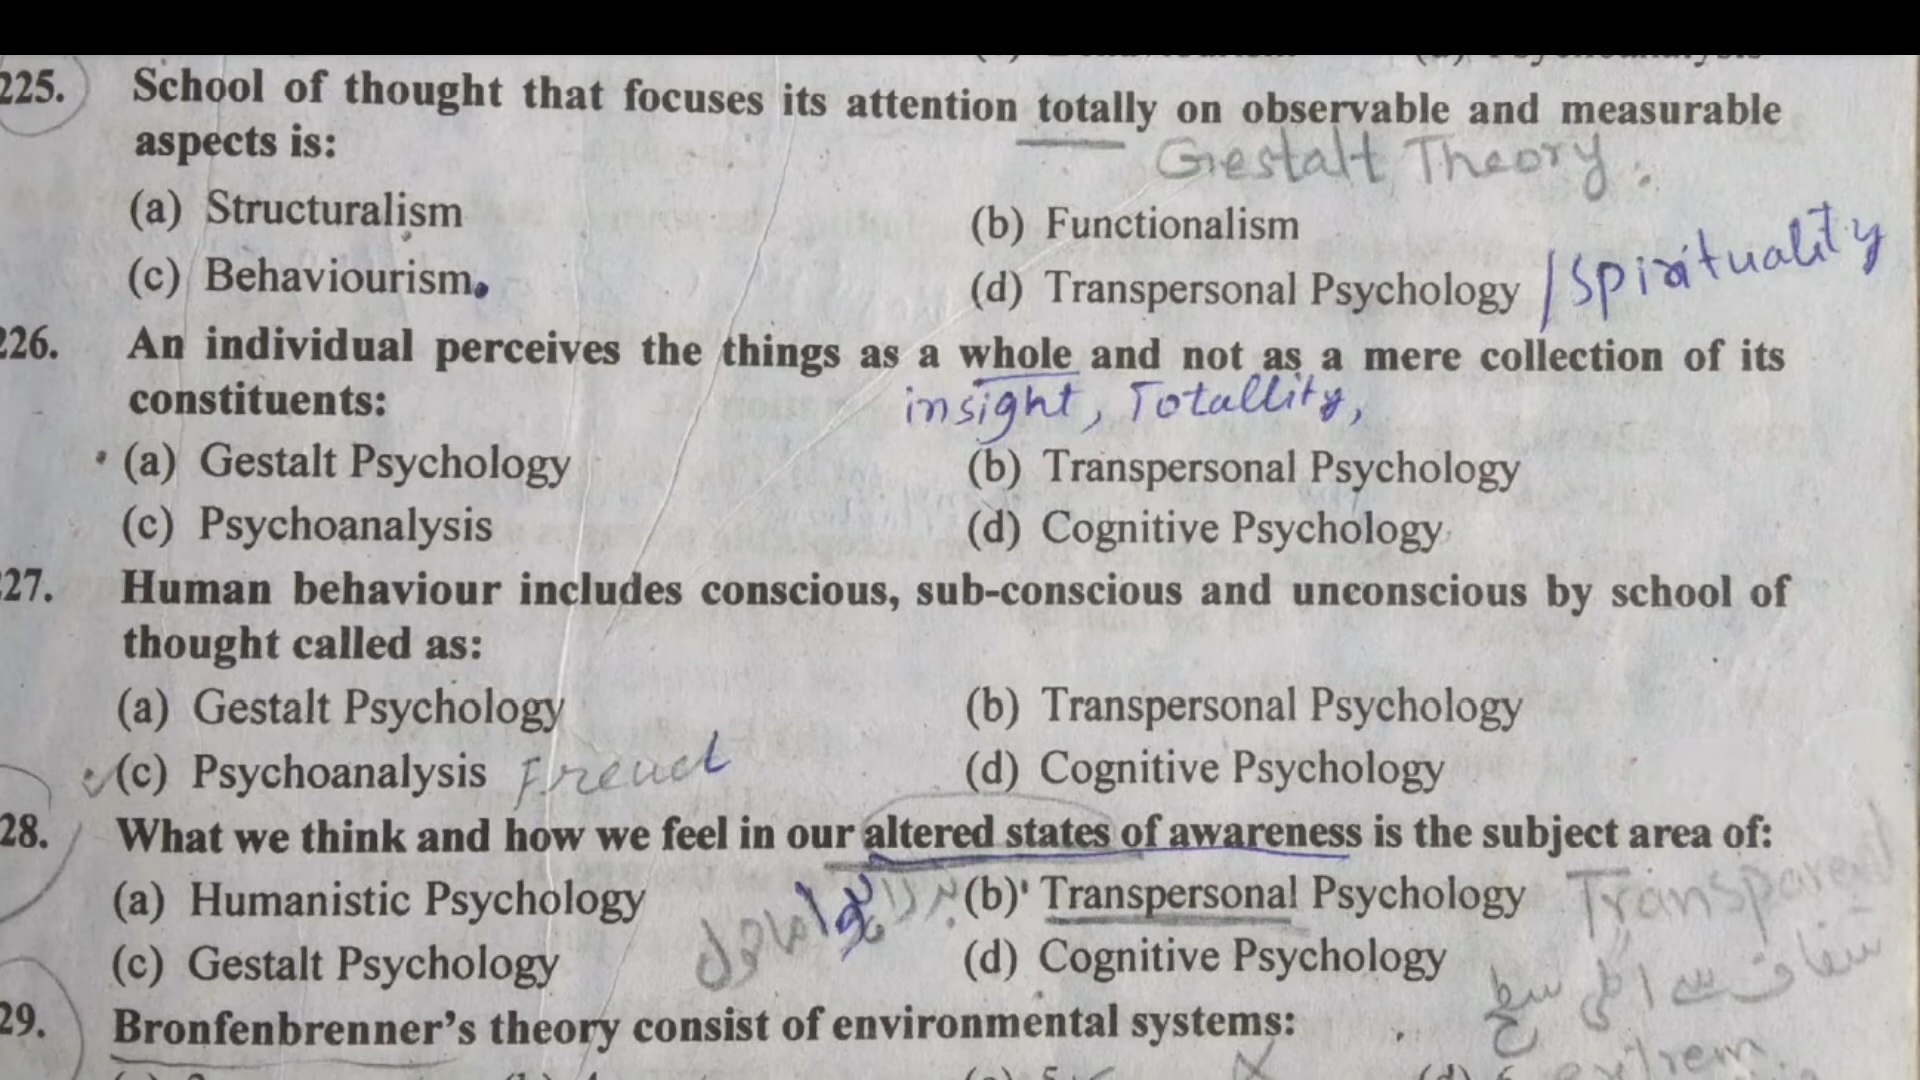 225. School of thought that focuses its attention totally on observable and measurable
aspects is:
Gestalt Theory.
(a) Structuralism
(b) Functionalism
(c) Behaviourism
(d) Transpersonal Psychology / Spirituality
226. An individual perceives the things as a whole and not as a mere collection of its
constituents:
insight, Totallity,
(a) Gestalt Psychology
(b) Transpersonal Psychology
(c) Psychoanalysis
(d) Cognitive Psychology
227. Human behaviour includes conscious, sub-conscious and unconscious by school of
thought called as:
(a) Gestalt Psychology
(b) Transpersonal Psychology
(c) Psychoanalysis
(d) Cognitive Psychology
28. What we think and how we feel in our altered states of awareness is the subject area of:
(a) Humanistic Psychology
(b) Transpersonal Psychology
(c) Gestalt Psychology
(d) Cognitive Psychology
29. Bronfenbrenner's theory consist of environmental systems: